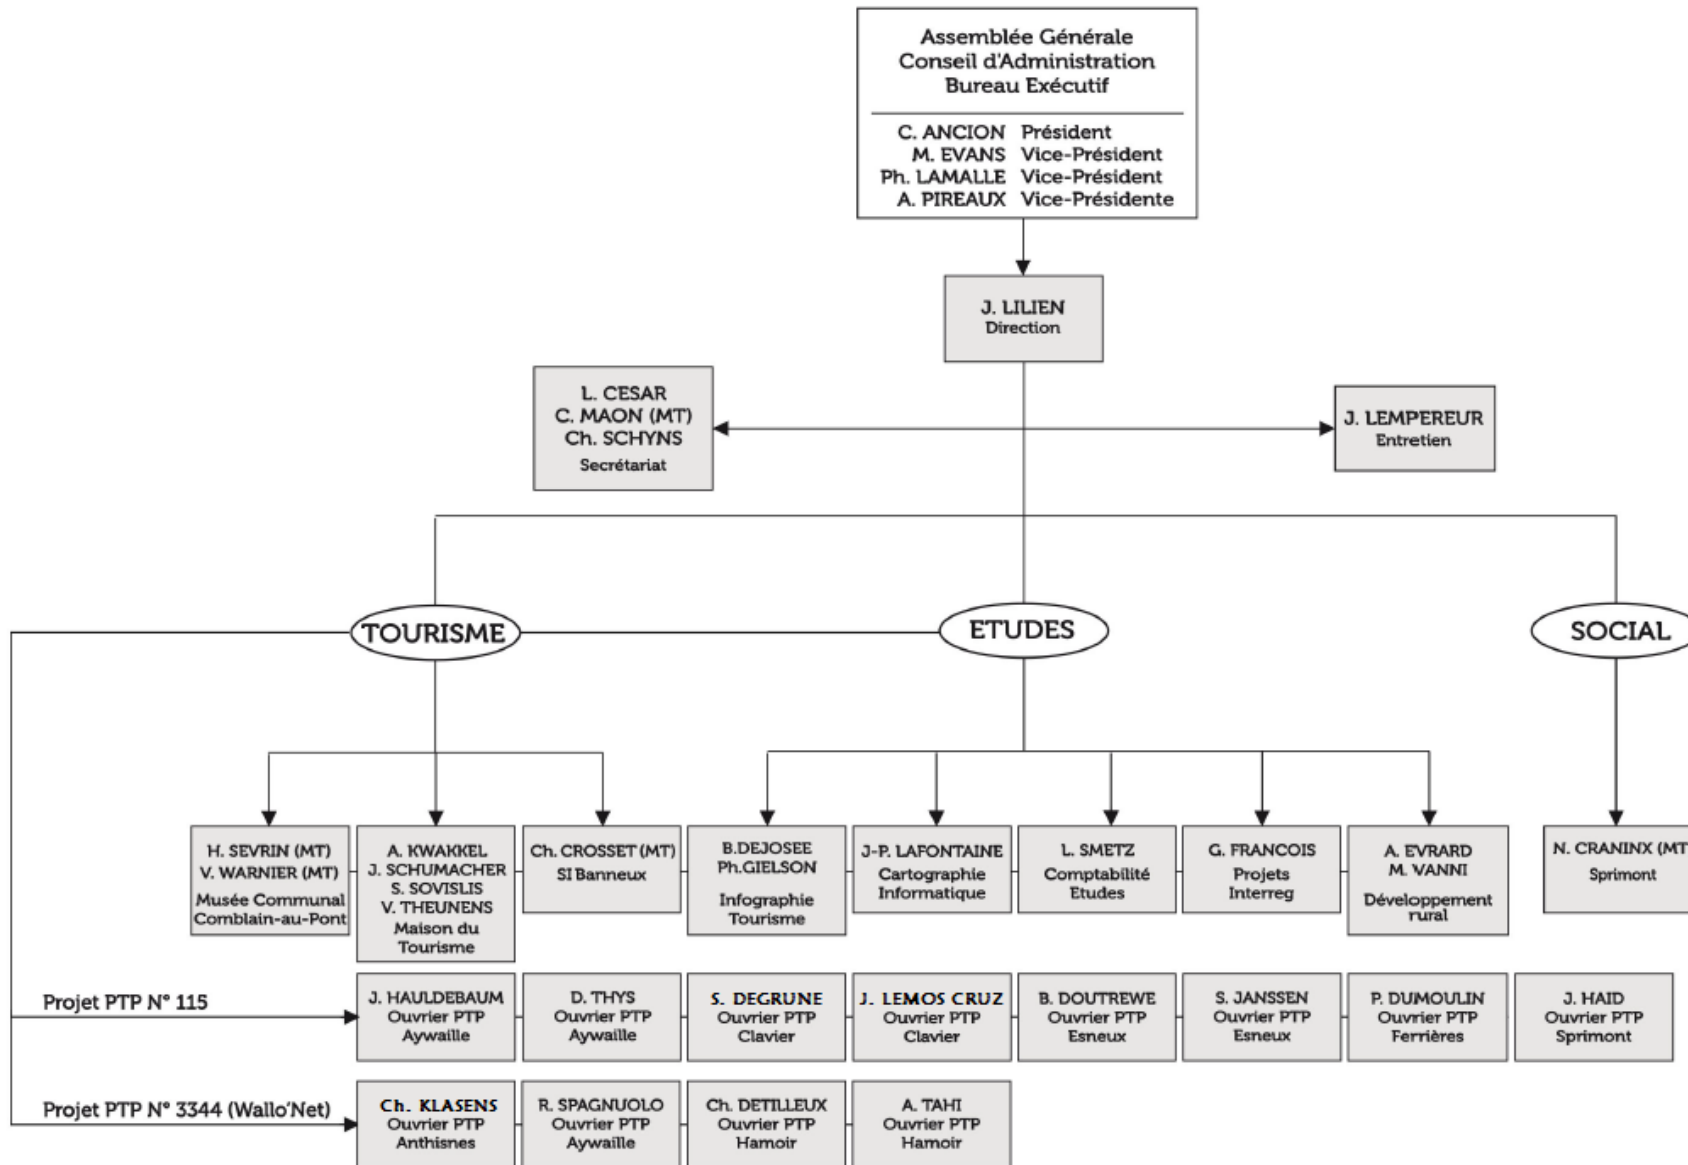 Assemblée Générale
Conseil d'Administration
Bureau Exécutif
C. ANCION Président
M. EVANS Vice-Président
Ph. LAMALLE Vice-Président
A. PIREAUX Vice-Présidente
J. LILIEN
Direction
L. CESAR
C. MAON (MT)
Ch. SCHYNS
Secrétariat
J. LEMPEREUR
Entretien
TOURISME
ETUDES
SOCIAL
H. SEVRIN (MT)
V. WARNIER (MT)
Musée Communal
Comblain-au-Pont
A. KWAKKEL
J. SCHUMACHER
S. SOVISLIS
V. THEUNENS
Maison du
Tourisme
Ch. CROSSET (MT)
SI Banneux
B.DEJOSEE
Ph.GIELSON
Infographie
Tourisme
J-P. LAFONTAINE
Cartographie
Informatique
L. SMETZ
Comptabilité
Etudes
G. FRANCOIS
Projets
Interreg
A. EVRARD
M. VANNI
Développement
rural
N. CRANINX (MT)
Sprimont
Projet PTP N° 115
J. HAULDEBAUM
Ouvrier PTP
Aywaille
D. THYS
Ouvrier PTP
Aywaille
S. DEGRUNE
Ouvrier PTP
Clavier
J. LEMOS CRUZ
Ouvrier PTP
Clavier
B. DOUTREWE
Ouvrier PTP
Esneux
S. JANSSEN
Ouvrier PTP
Esneux
P. DUMOULIN
Ouvrier PTP
Ferrières
J. HAID
Ouvrier PTP
Sprimont
Projet PTP N° 3344 (Wallo'Net)
Ch. KLASENS
Ouvrier PTP
Anthisnes
R. SPAGNUOLO
Ouvrier PTP
Aywaille
Ch. DETILLEUX
Ouvrier PTP
Hamoir
A. TAHI
Ouvrier PTP
Hamoir